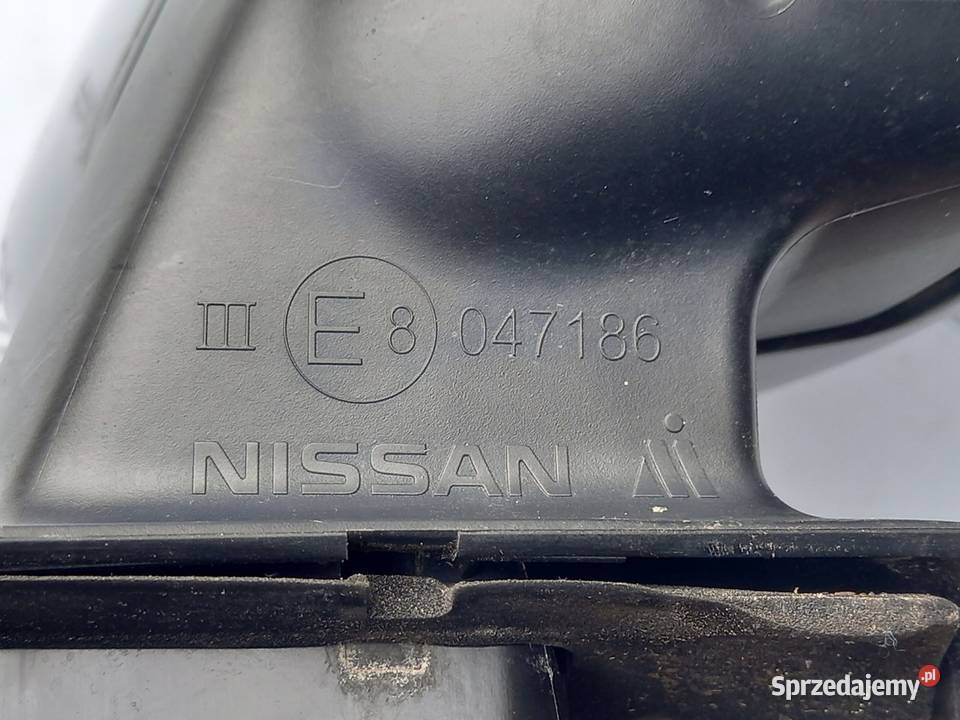 III E 8 047186
NISSAN
Sprzedajemy.pl